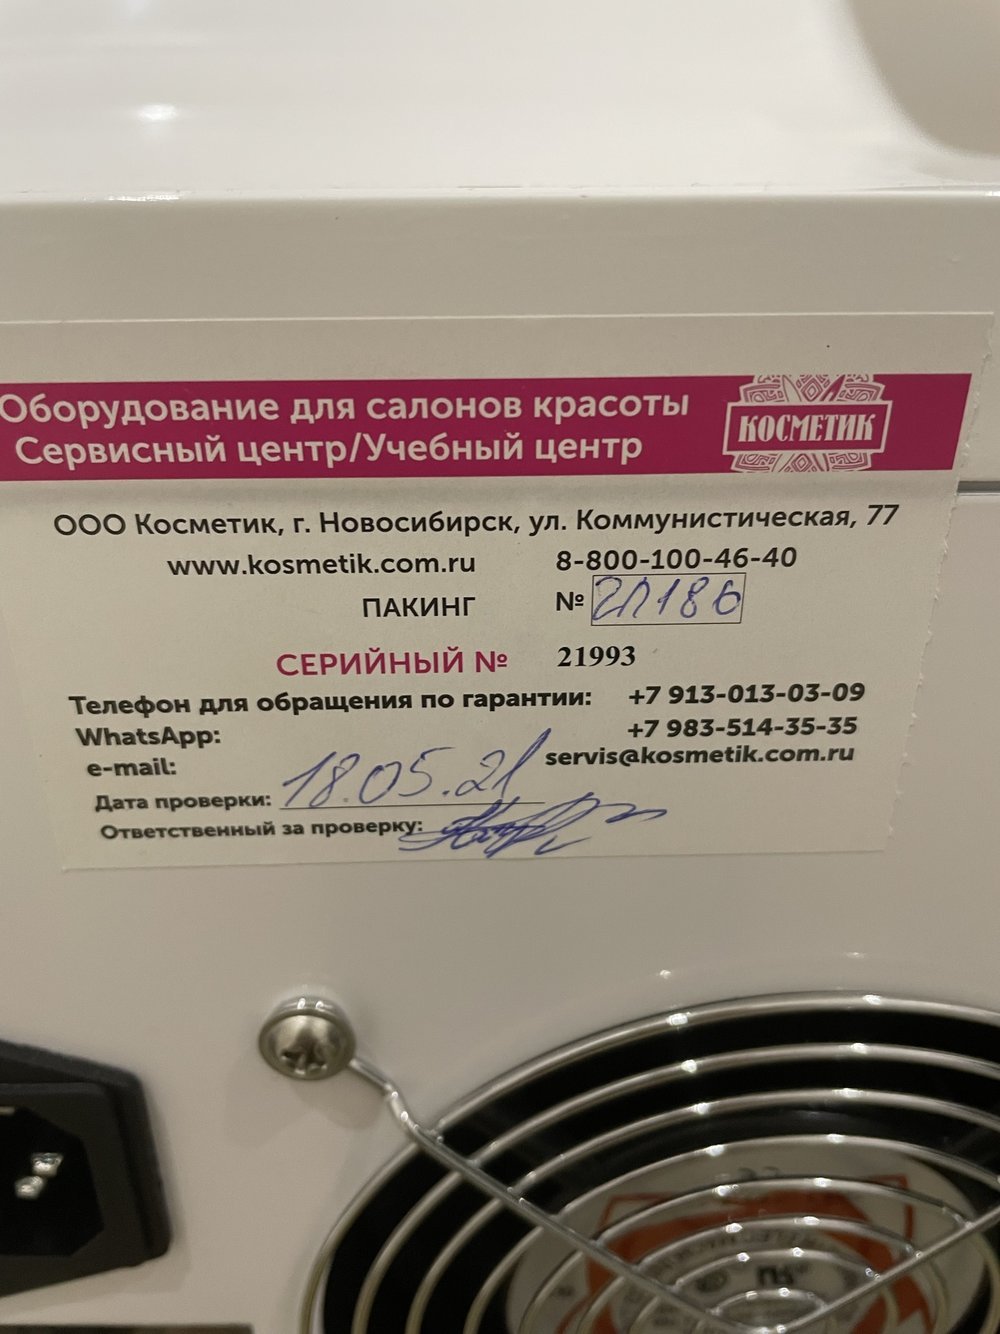 Оборудование для салонов красоты
Сервисный центр/Учебный центр
КОСМЕТИК
ООО Косметик, г. Новосибирск, ул. Коммунистическая, 77
www.kosmetik.com.ru 8-800-100-46-40
ПАКИНГ № 2П186
СЕРИЙНЫЙ № 21993
Телефон для обращения по гарантии: +7 913-013-03-09
WhatsApp: +7 983-514-35-35
e-mail: servis@kosmetik.com.ru
Дата проверки: 18.05.21
Ответственный за проверку: